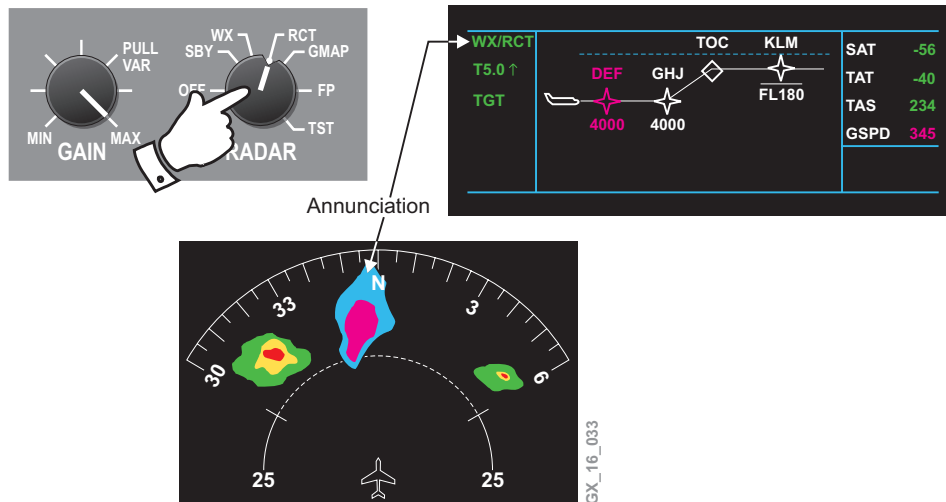 PULL
VAR
MIN
MAX
GAIN
WX
RCT
SBY
GMAP
OFF
FP
TST
RADAR
WX/RCT
T5.0↑
TGT
DEF
4000
GHJ
4000
TOC
KLM
FL180
SAT -56
TAT -40
TAS 234
GSPD 345
Annunciation
30
33
N
3
6
25
25
GX_16_033